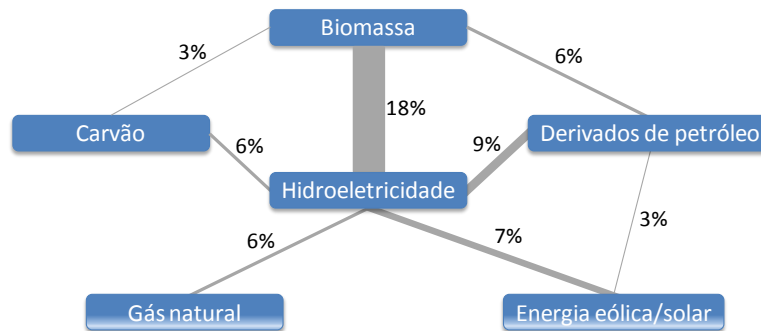 Biomassa
3%
6%
18%
Carvão
Derivados de petróleo
6%
9%
Hidroeletricidade
6%
7%
3%
Gás natural
Energia eólica/solar